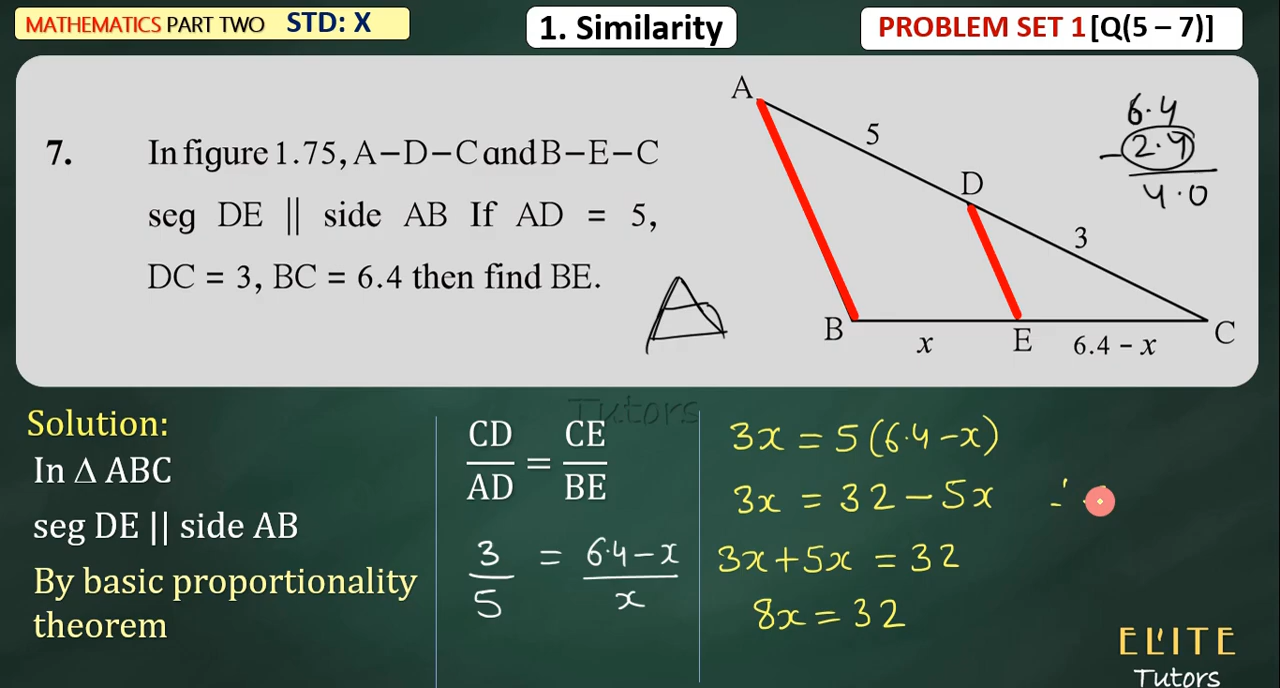 MATHEMATICS PART TWO STD: X
1. Similarity
PROBLEM SET 1 [Q(5 – 7)]
7. In figure 1.75, A–D–C and B–E–C
seg DE || side AB If AD = 5,
DC = 3, BC = 6.4 then find BE.
A
5
D
3
B
x
E
6.4 – x
C
6.4
– 2.4
4.0
Tutors
Solution:
In Δ ABC
seg DE || side AB
By basic proportionality
theorem
CD/AD = CE/BE
3/5 = 6.4 – x/x
3x = 5(6.4 – x)
3x = 32 – 5x
3x + 5x = 32
8x = 32
ELITE
Tutors